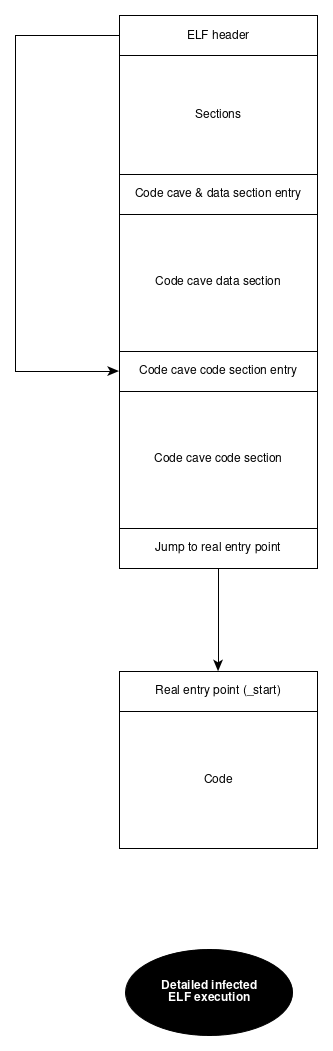 ELF header
Sections
Code cave & data section entry
Code cave data section
Code cave code section entry
Code cave code section
Jump to real entry point
Real entry point (_start)
Code
Detailed infected
ELF execution